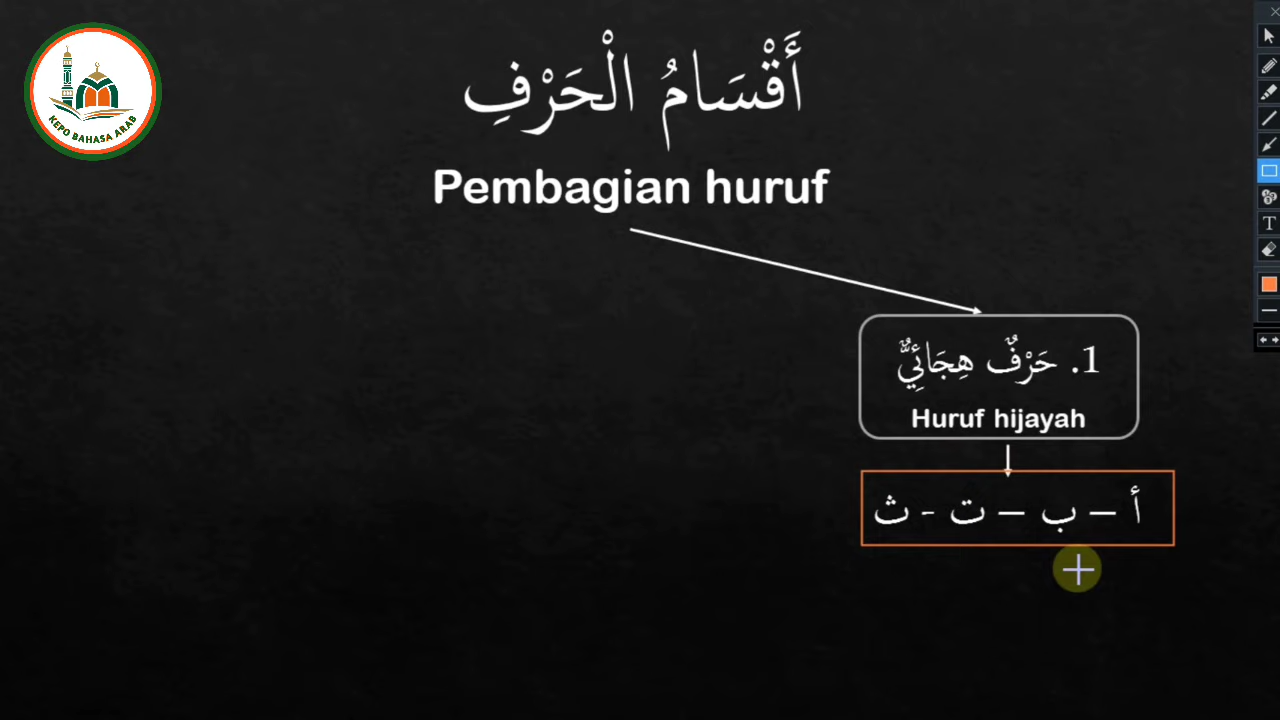 KEPO BAHASA ARAB
أَقْسَامُ الْحَرْفِ
Pembagian huruf
1. حَرْفٌ هِجَائِيٌّ
Huruf hijayah
أ – ب – ت - ث
T